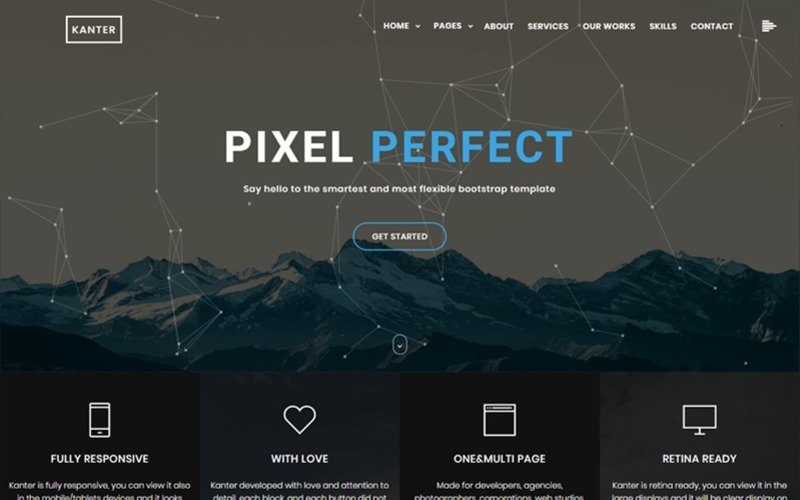 KANTER
HOME PAGES ABOUT SERVICES OUR WORKS SKILLS CONTACT
PIXEL PERFECT
Say hello to the smartest and most flexible bootstrap template
GET STARTED
FULLY RESPONSIVE
Kanter is fully responsive, you can view it also
in the mobile/tablets devices and it looks
WITH LOVE
Kanter developed with love and attention to
detail, each block and each button did not
ONE&MULTI PAGE
Made for developers, agencies,
photographers, corporations, web studios
RETINA READY
Kanter is retina ready, you can view it in the
large displays and it will be clear display on